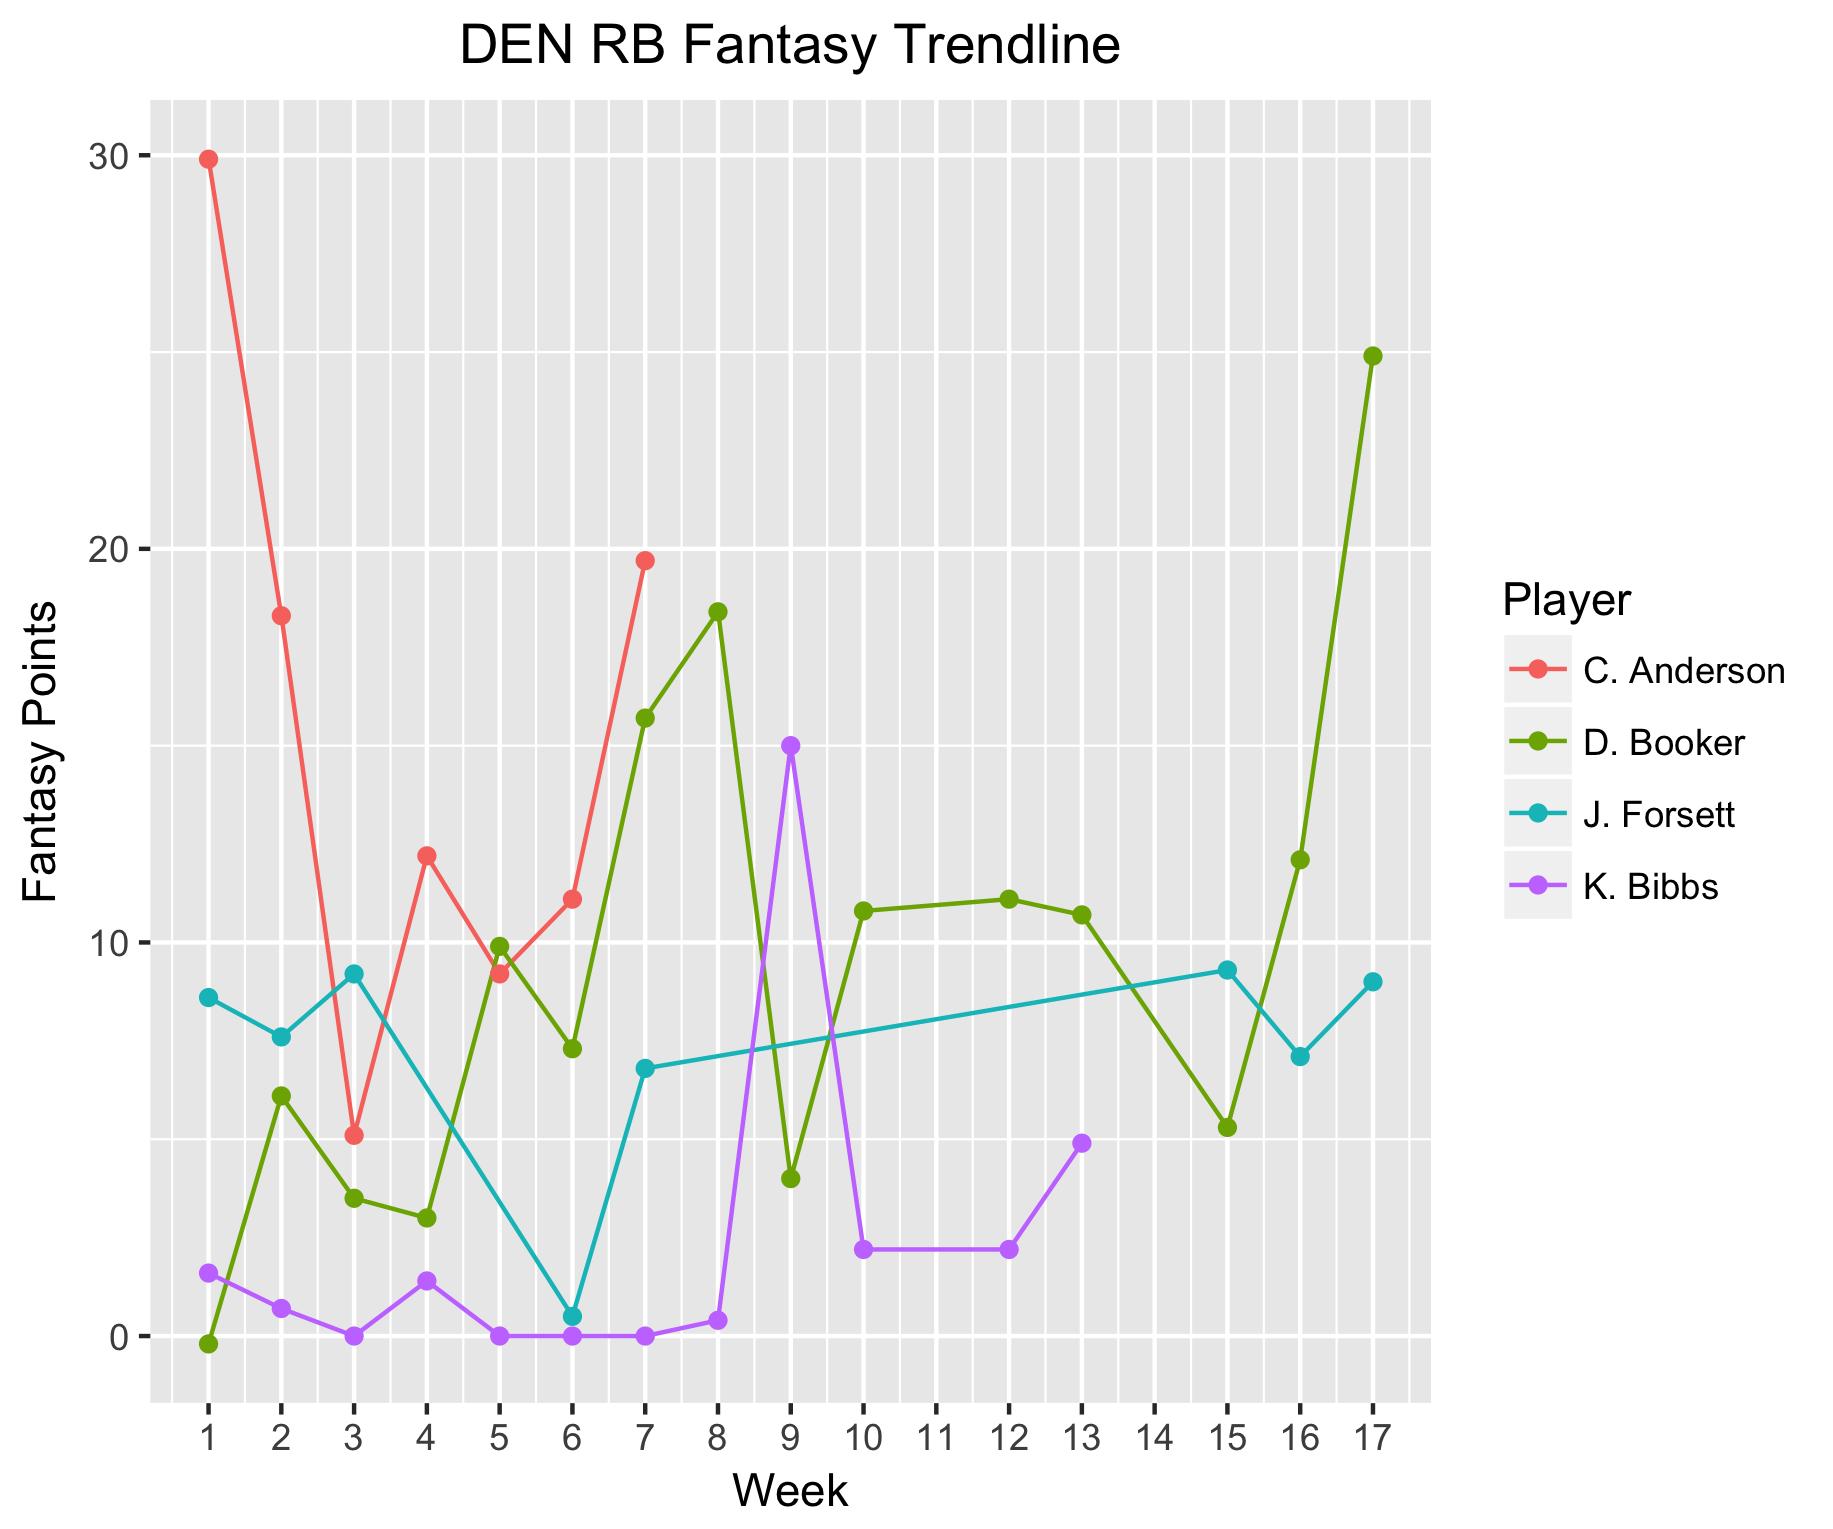 DEN RB Fantasy Trendline
Fantasy Points
30
20
10
0
1 2 3 4 5 6 7 8 9 10 11 12 13 14 15 16 17
Week
Player
C. Anderson
D. Booker
J. Forsett
K. Bibbs